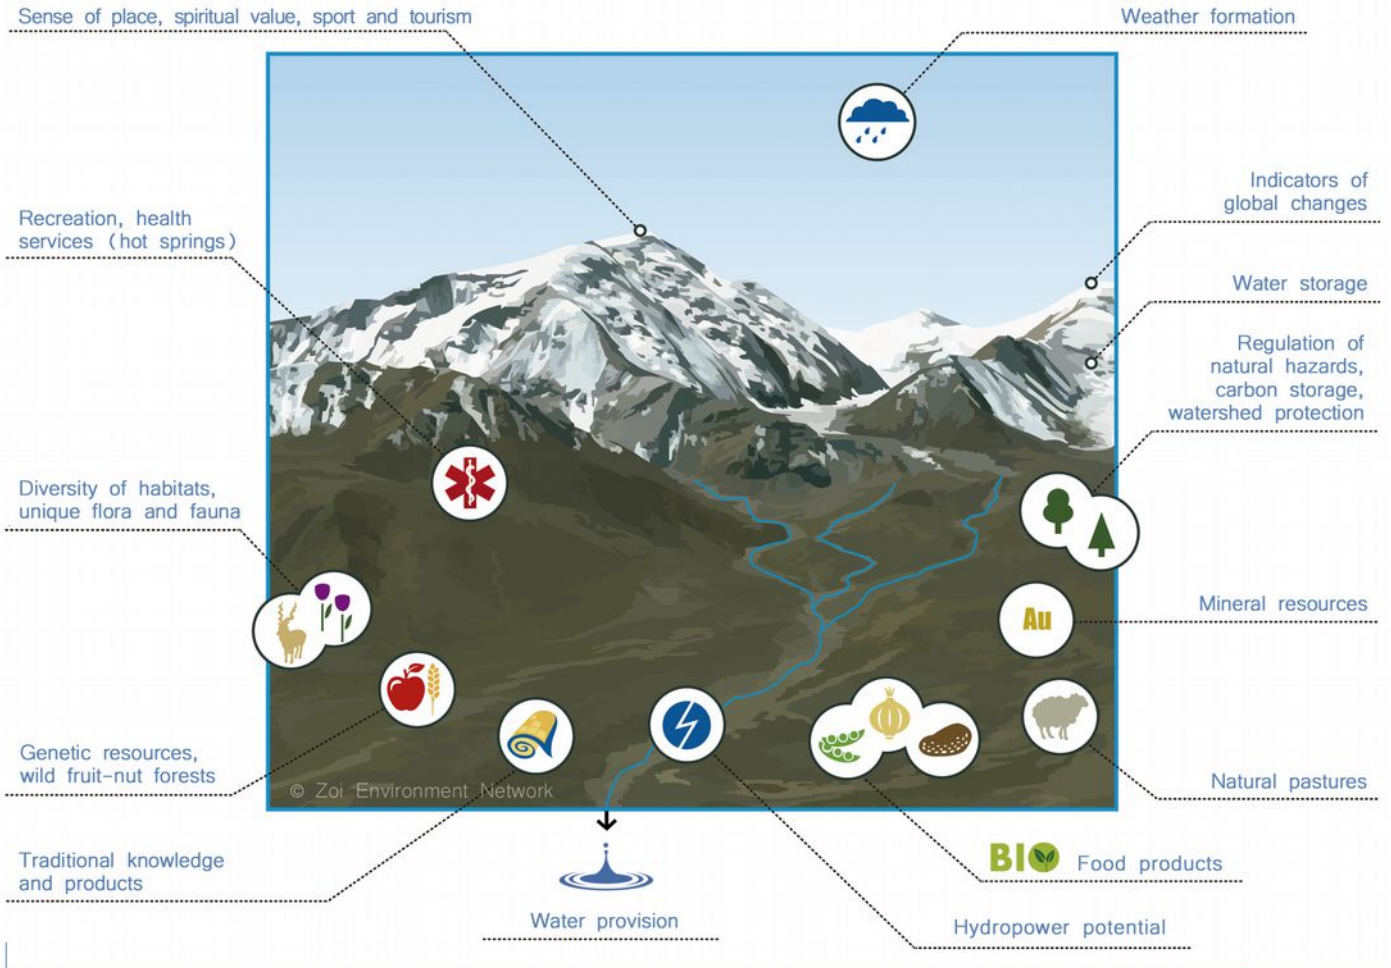 Sense of place, spiritual value, sport and tourism
Weather formation
Indicators of
global changes
Recreation, health
services (hot springs)
Water storage
Regulation of
natural hazards,
carbon storage,
watershed protection
Diversity of habitats,
unique flora and fauna
Mineral resources
Au
Genetic resources,
wild fruit-nut forests
Natural pastures
© Zoi Environment Network
Traditional knowledge
and products
BIO Food products
Water provision
Hydropower potential